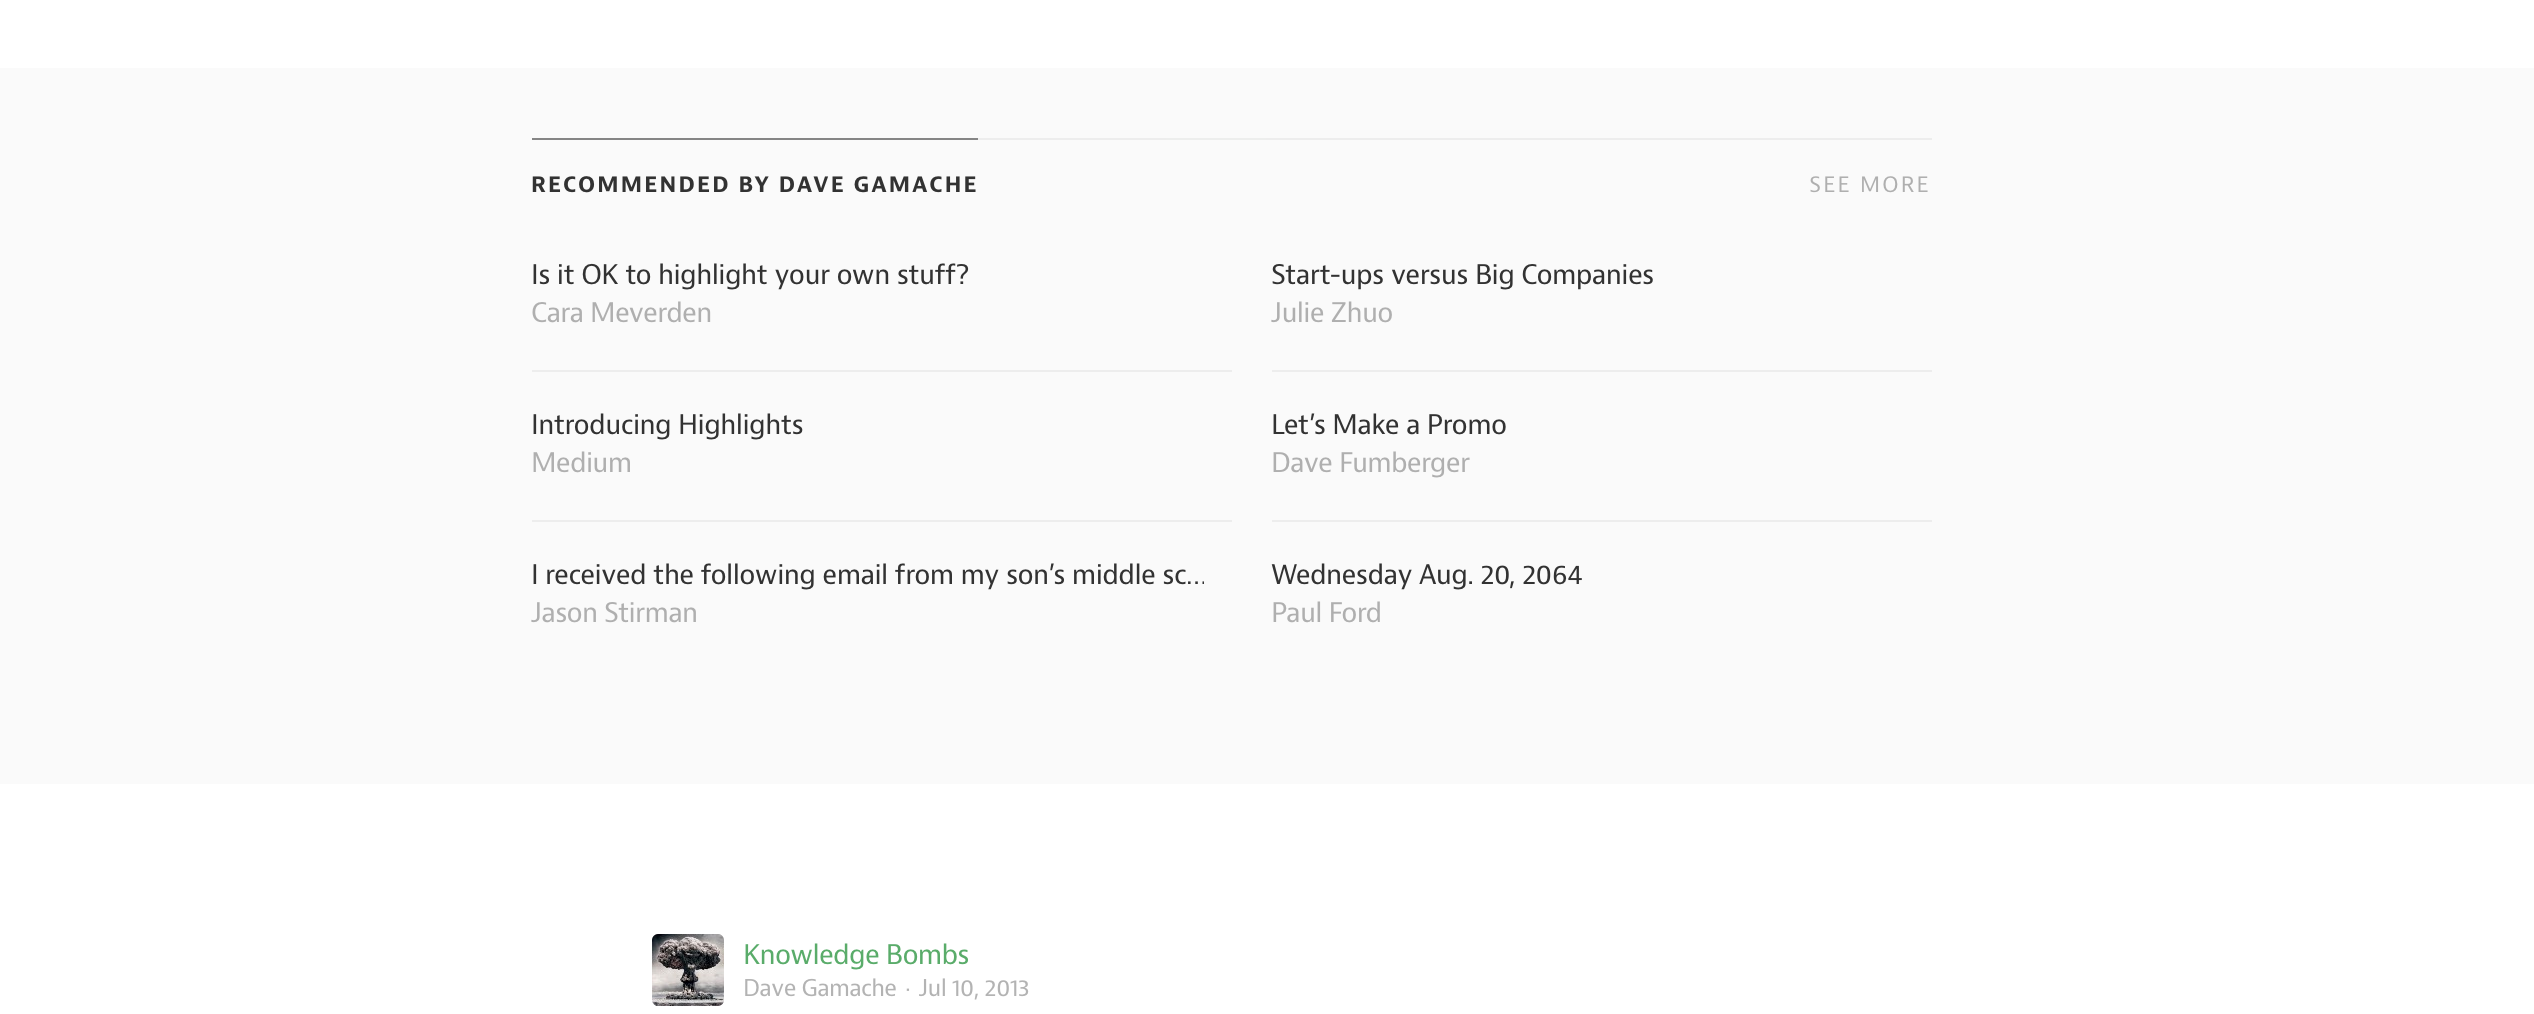 RECOMMENDED BY DAVE GAMACHE
SEE MORE
Is it OK to highlight your own stuff?
Cara Meverden
Start-ups versus Big Companies
Julie Zhuo
Introducing Highlights
Medium
Let’s Make a Promo
Dave Fumberger
I received the following email from my son’s middle sc…
Jason Stirman
Wednesday Aug. 20, 2064
Paul Ford
Knowledge Bombs
Dave Gamache · Jul 10, 2013